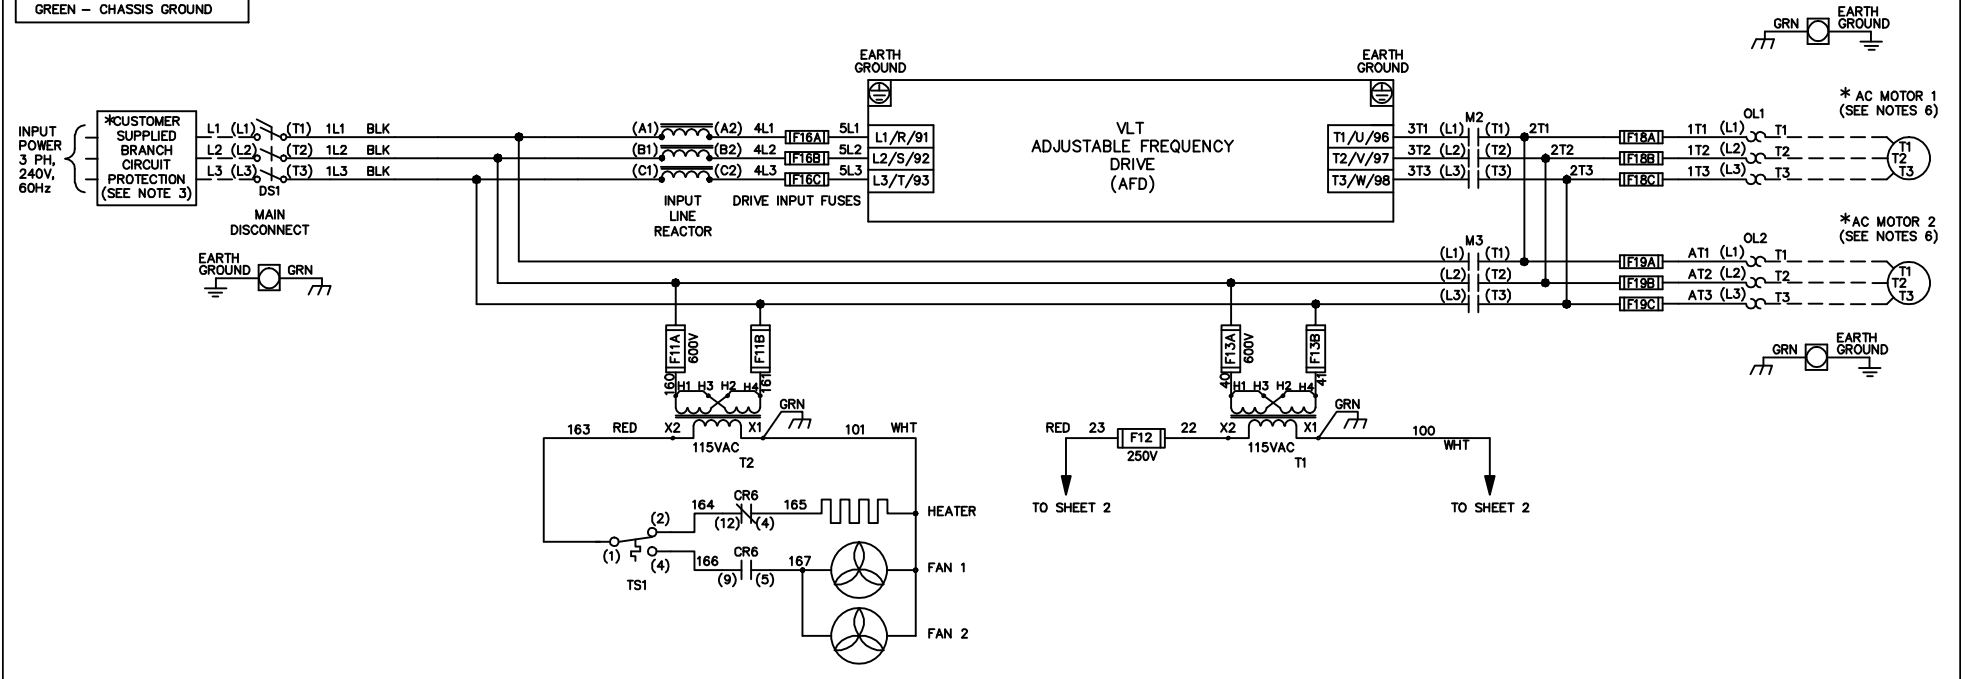 GREEN - CHASSIS GROUND
GRN
EARTH
GROUND
INPUT
POWER
3 PH,
240V,
60Hz
*CUSTOMER
SUPPLIED
BRANCH
CIRCUIT
PROTECTION
(SEE NOTE 3)
L1 (L1) (T1) 1L1 BLK
L2 (L2) (T2) 1L2 BLK
L3 (L3) (T3) 1L3 BLK
DS1
MAIN
DISCONNECT
EARTH
GROUND
GRN
(A1) (A2) 4L1 F16A 5L1
(B1) (B2) 4L2 F16B 5L2
(C1) (C2) 4L3 F16C 5L3
INPUT
LINE
REACTOR
DRIVE INPUT FUSES
EARTH
GROUND
L1/R/91
L2/S/92
L3/T/93
VLT
ADJUSTABLE FREQUENCY
DRIVE
(AFD)
EARTH
GROUND
T1/U/96
T2/V/97
T3/W/98
M2
3T1 (L1) (T1) 2T1
3T2 (L2) (T2) 2T2
3T3 (L3) (T3) 2T3
OL1
F18A 1T1 (L1) T1
F18B 1T2 (L2) T2
F18C 1T3 (L3) T3
* AC MOTOR 1
(SEE NOTES 6)
T1
T2
T3
M3
(L1) (T1)
(L2) (T2)
(L3) (T3)
OL2
F19A AT1 (L1) T1
F19B AT2 (L2) T2
F19C AT3 (L3) T3
*AC MOTOR 2
(SEE NOTES 6)
T1
T2
T3
GRN
EARTH
GROUND
F11A
600V
F11B
160
161
H1 H3 H2 H4
GRN
163 RED X2 X1 101 WHT
115VAC
T2
F13A
600V
F13B
40
41
H1 H3 H2 H4
GRN
RED 23 F12 22 X2 X1 100
WHT
250V
115VAC
T1
TO SHEET 2
TO SHEET 2
CR6
164 165
(2) (12) (4)
HEATER
(1)
(4)
TS1
CR6
166 167
(9) (5)
FAN 1
FAN 2